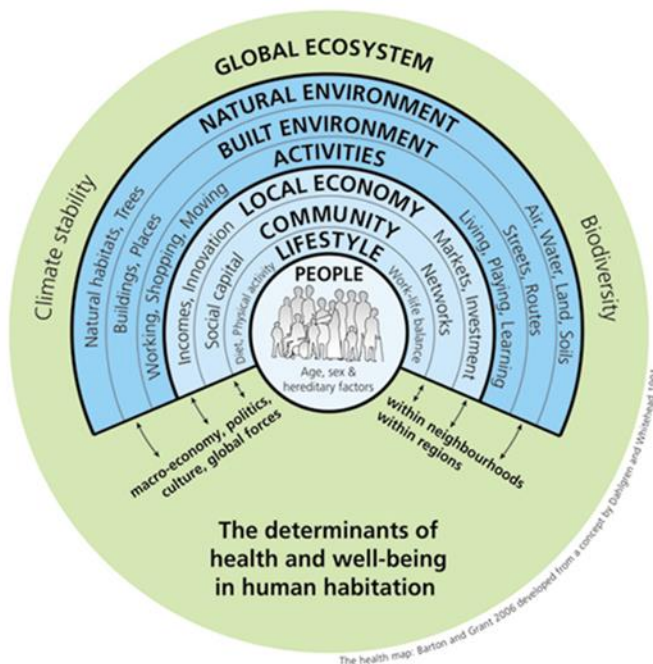 GLOBAL ECOSYSTEM
Climate stability
Biodiversity
NATURAL ENVIRONMENT
Natural habitats, Trees
Air, Water, Land, Soils
BUILT ENVIRONMENT
Buildings, Places
Streets, Routes
ACTIVITIES
Working, Shopping, Moving
Living, Playing, Learning
LOCAL ECONOMY
Incomes, Innovation
Markets, Investment
COMMUNITY
Social capital
Networks
LIFESTYLE
Diet, Physical activity
Work-life balance
PEOPLE
Age, sex &
hereditary factors
macro-economy, politics,
culture, global forces
within neighbourhoods
within regions
The determinants of
health and well-being
in human habitation
The health map: Barton and Grant 2006 developed from a concept by Dahlgren and Whitehead 1991